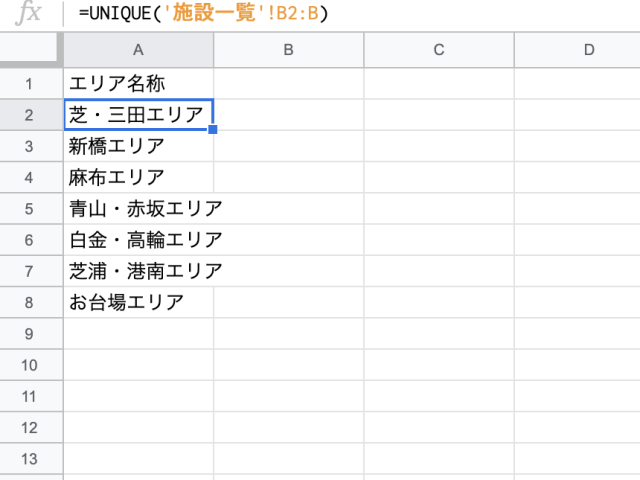 fx =UNIQUE('施設一覧'!B2:B)
A B C D
1 エリア名称
2 芝・三田エリア
3 新橋エリア
4 麻布エリア
5 青山・赤坂エリア
6 白金・高輪エリア
7 芝浦・港南エリア
8 お台場エリア
9
10
11
12
13